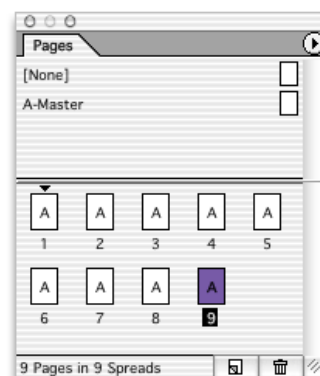 Pages
[None]
A-Master
A A A A A
1 2 3 4 5
A A A A
6 7 8 9
9 Pages in 9 Spreads